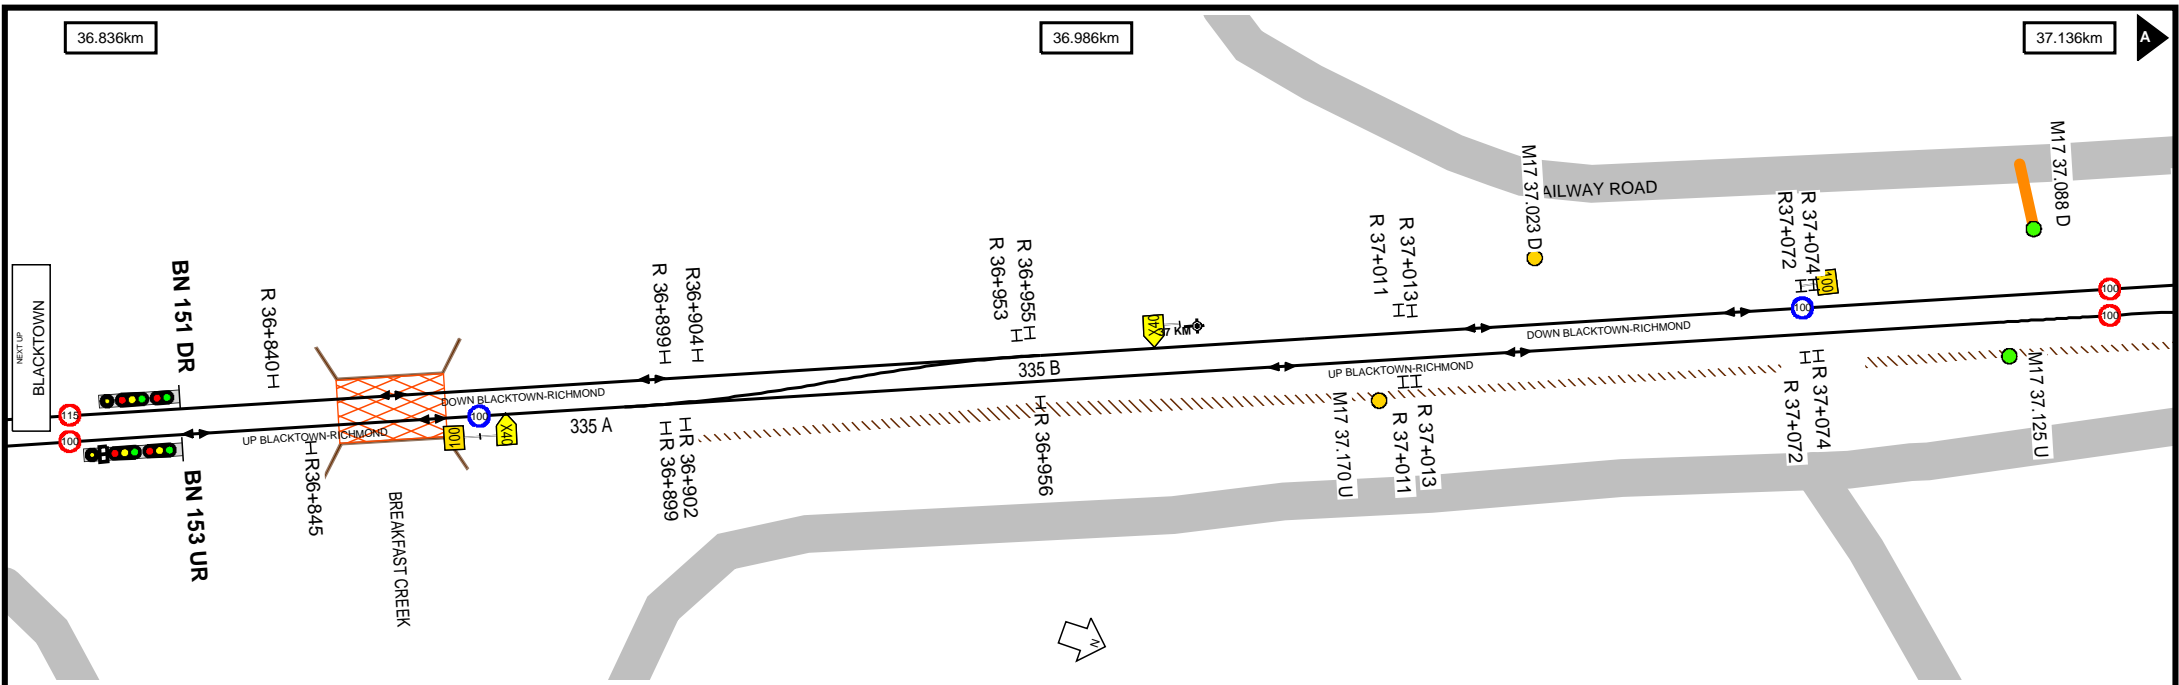 36.836km
36.986km
37.136km
A
NEXT UP
BLACKTOWN
BN 151 DR
BN 153 UR
R 36+840
R36+845
BREAKFAST CREEK
115
100
DOWN BLACKTOWN-RICHMOND
UP BLACKTOWN-RICHMOND
100
100
X40
335 A
R 36+899
R36+904
R 36+899
R 36+902
R 36+953
R 36+955
335 B
R 36+956
X40
37 KM
R 37+011
R 37+013
M17 37.023 D
AILWAY ROAD
UP BLACKTOWN-RICHMOND
DOWN BLACKTOWN-RICHMOND
M17 37.170 U
R 37+011
R 37+013
R37+072
R 37+074
100
100
R 37+072
R 37+074
M17 37.088 D
100
100
M17 37.125 U
N